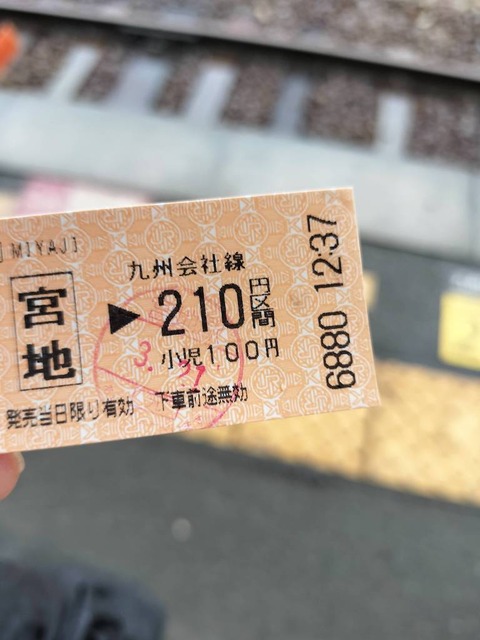 MIYAJI
宮地
九州会社線
▶210円区間
小児100円
発売当日限り有効 下車前途無効
6880 12:37
3.